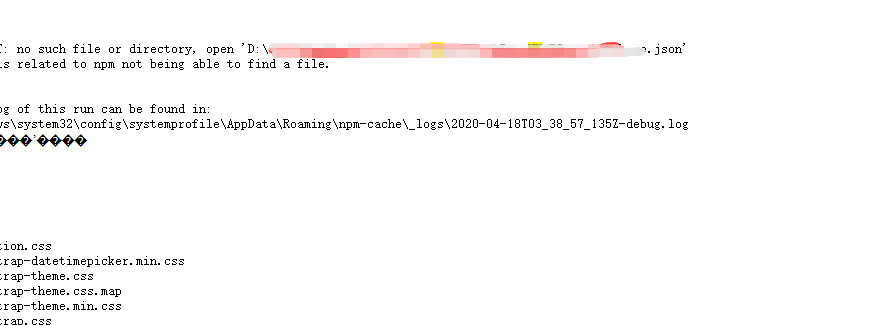 : no such file or directory, open 'D:\ .json'
is related to npm not being able to find a file.
og of this run can be found in:
ws\system32\config\systemprofile\AppData\Roaming\npm-cache\_logs\2020-04-18T03_38_57_135Z-debug.log
���'����
tion.css
trap-datetimepicker.min.css
trap-theme.css
trap-theme.css.map
trap-theme.min.css
trap.css